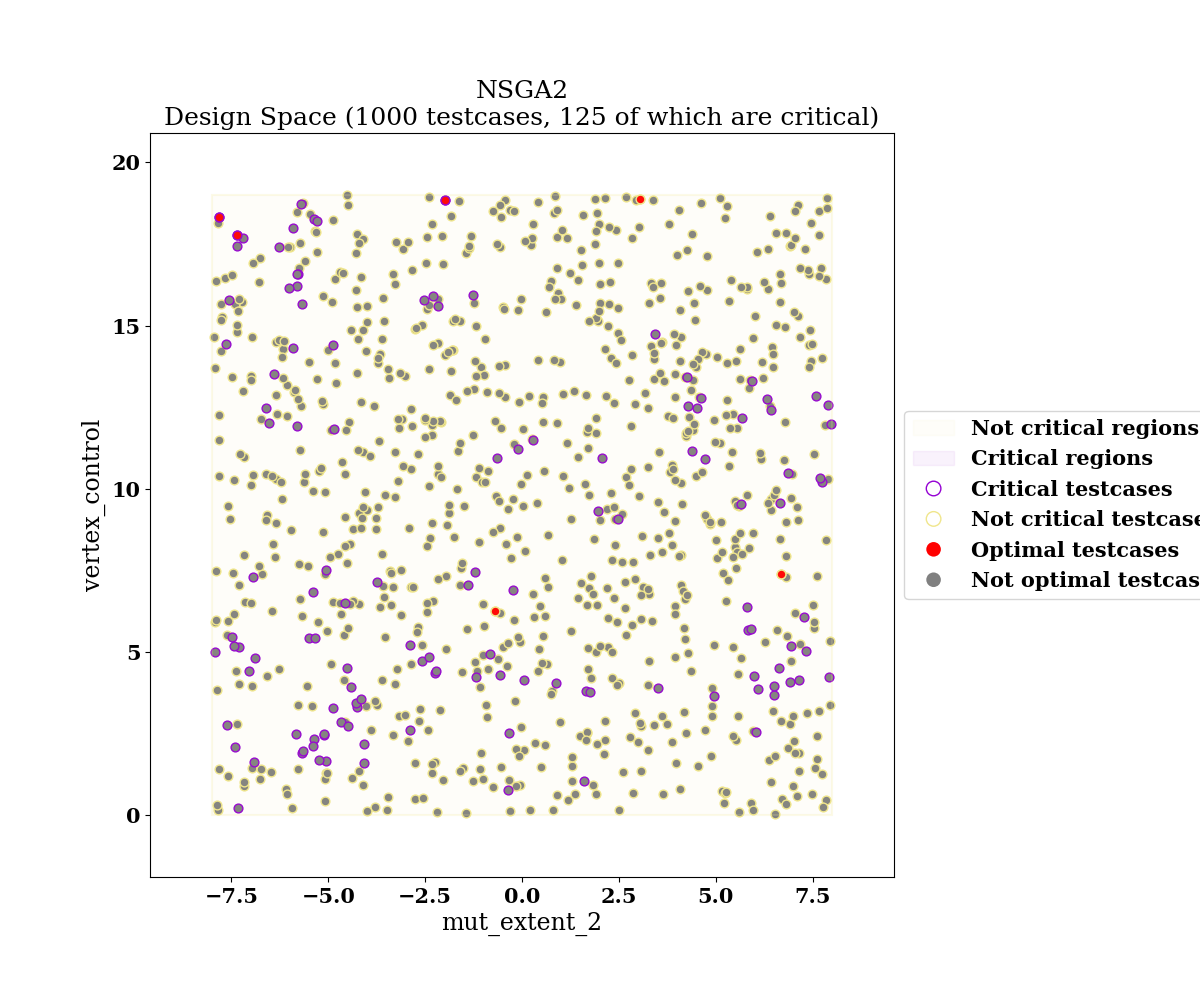 NSGA2
Design Space (1000 testcases, 125 of which are critical)
20
15
10
5
0
vertex_control
−7.5
−5.0
−2.5
0.0
2.5
5.0
7.5
mut_extent_2
Not critical regions
Critical regions
Critical testcases
Not critical testcase
Optimal testcases
Not optimal testcas